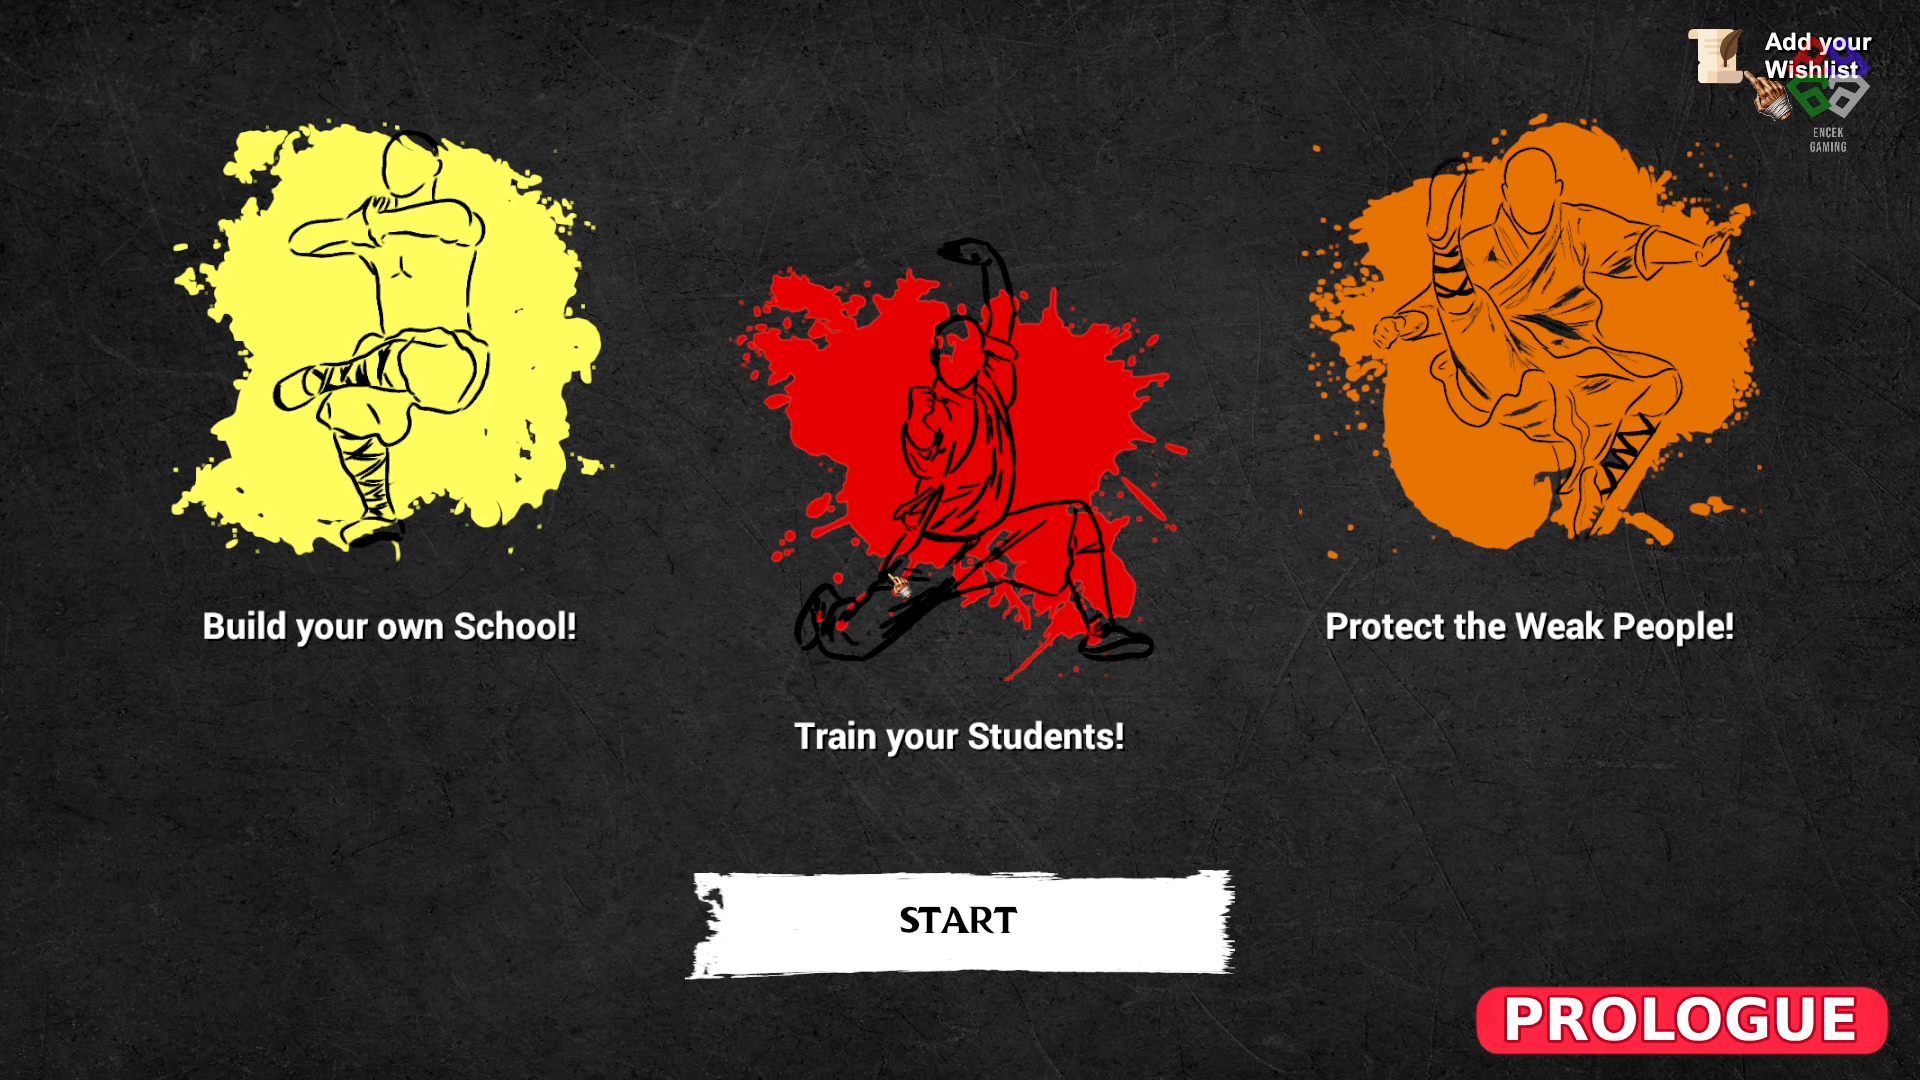 Add your
Wishlist
ENCEK
GAMING
Build your own School!
Protect the Weak People!
Train your Students!
START
PROLOGUE